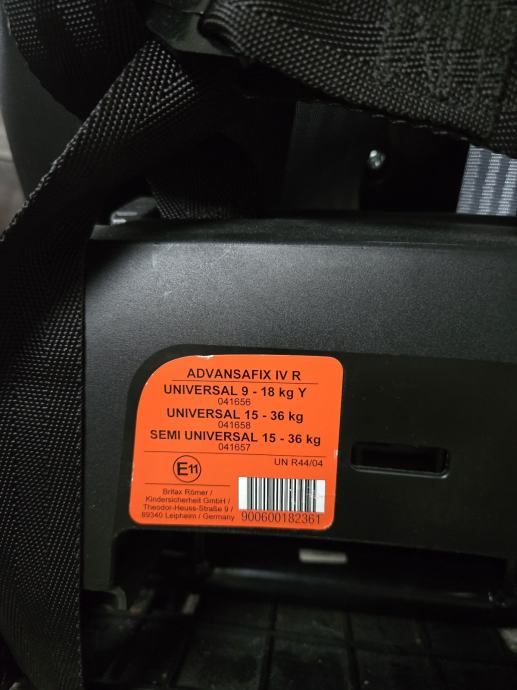 ADVANSAFIX IV R
UNIVERSAL 9 - 18 kg Y
041656
UNIVERSAL 15 - 36 kg
041658
SEMI UNIVERSAL 15 - 36 kg
041657
UN R44/04
E11
Britax Römer /
Kindersicherheit GmbH /
Theodor-Heuss-Straße 9 /
89340 Leipheim / Germany
900600182361